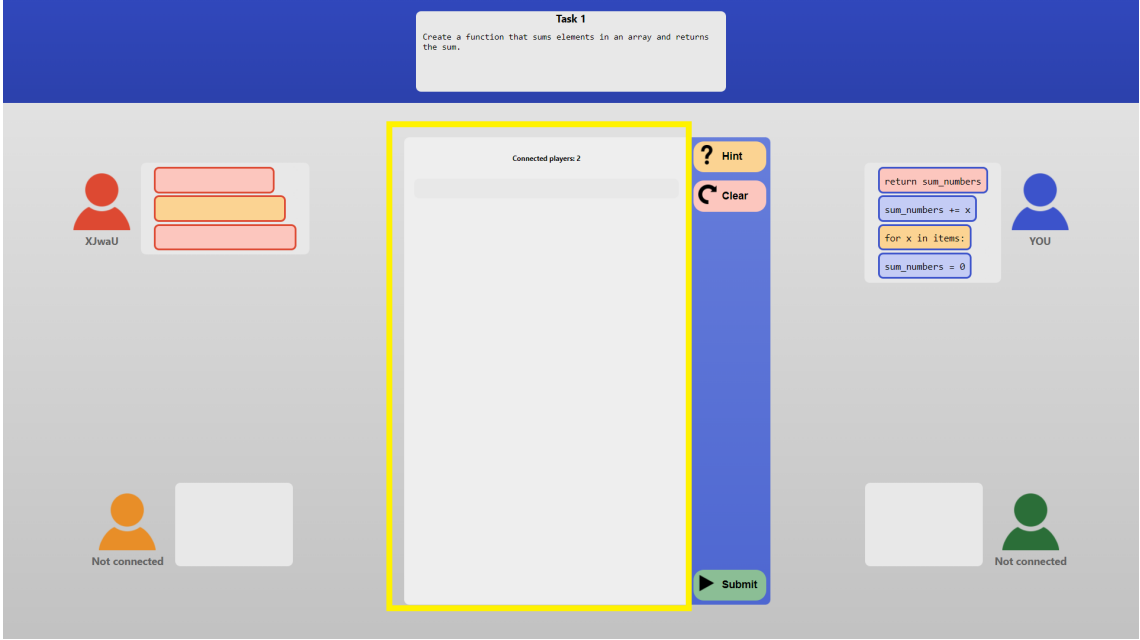 Task 1
Create a function that sums elements in an array and returns
the sum.
Connected players: 2
Hint
Clear
XJwaU
return sum_numbers
sum_numbers += x
for x in items:
sum_numbers = 0
YOU
Not connected
Not connected
Submit